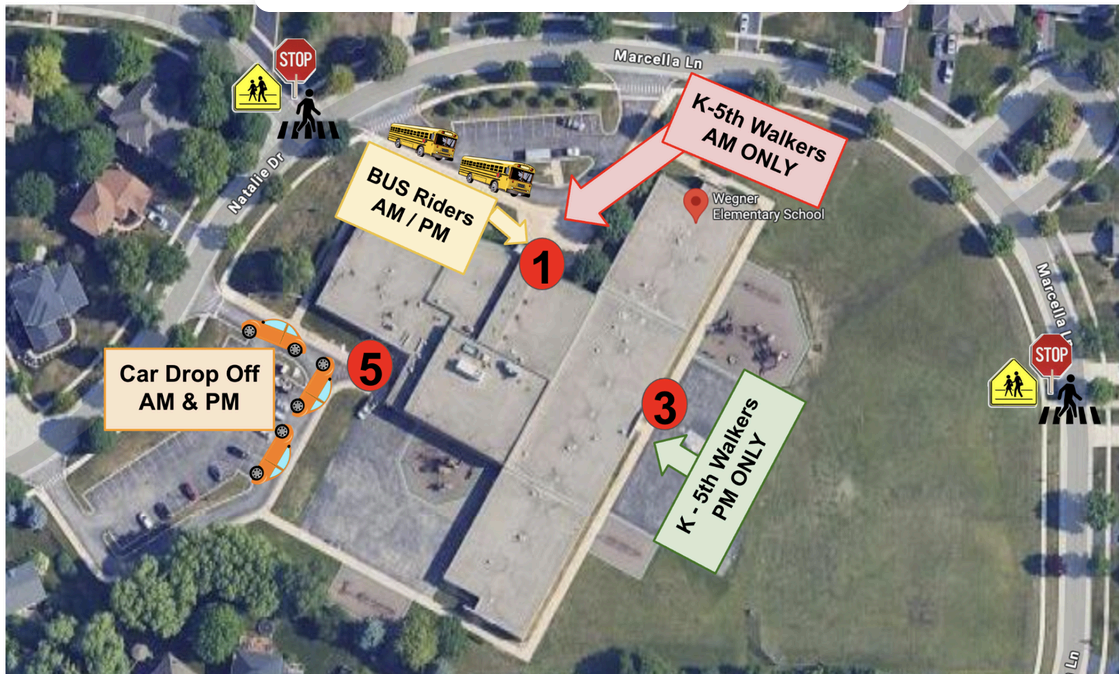 Marcella Ln
STOP
K-5th Walkers
AM ONLY
BUS Riders
AM / PM
Natalie Dr
Wegner
Elementary School
1
Marcella Ln
STOP
Car Drop Off
AM & PM
5
3
K - 5th Walkers
PM ONLY
Ln